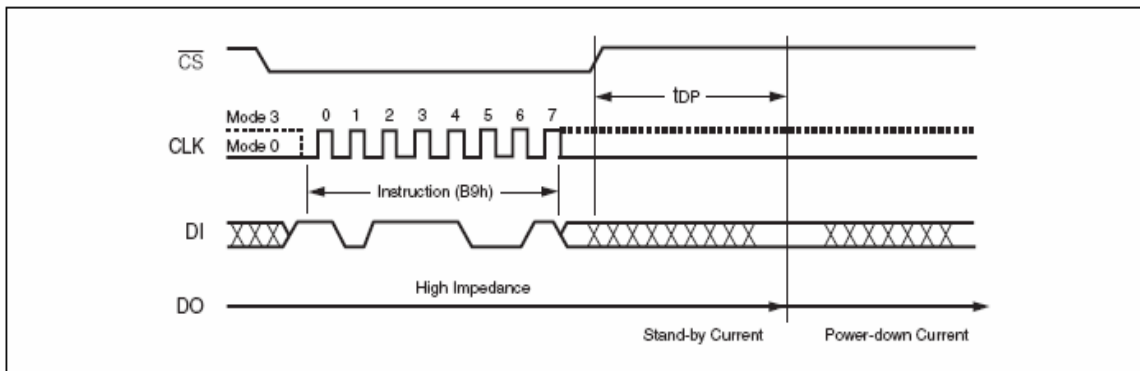 CS
tDP
Mode 3
0 1 2 3 4 5 6 7
CLK
Mode 0
Instruction (B9h)
DI
High Impedance
DO
Stand-by Current
Power-down Current